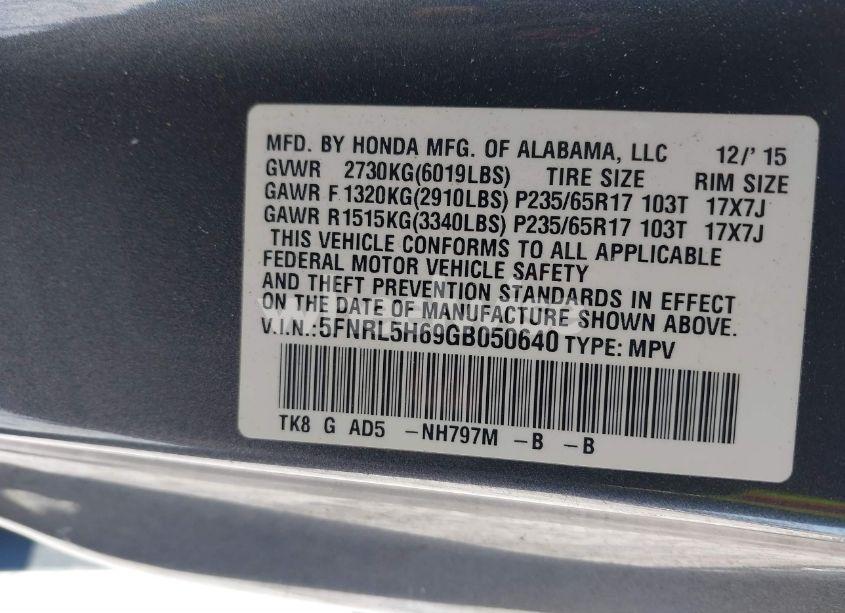 MFD. BY HONDA MFG. OF ALABAMA, LLC 12/' 15
GVWR 2730KG(6019LBS) TIRE SIZE RIM SIZE
GAWR F 1320KG(2910LBS) P235/65R17 103T 17X7J
GAWR R1515KG(3340LBS) P235/65R17 103T 17X7J
THIS VEHICLE CONFORMS TO ALL APPLICABLE
FEDERAL MOTOR VEHICLE SAFETY
AND THEFT PREVENTION STANDARDS IN EFFECT
ON THE DATE OF MANUFACTURE SHOWN ABOVE.
V.I.N.:5FNRL5H69GB050640 TYPE: MPV
TK8 G AD5 -NH797M -B -B